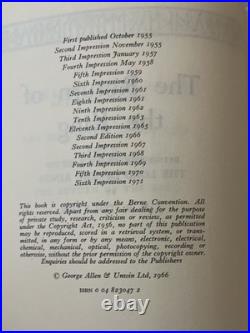 First published October 1955
Second Impression November 1955
Third Impression January 1957
Fourth Impression May 1958
Fifth Impression 1959
Sixth Impression 1960
Seventh Impression 1961
Eighth Impression 1961
Ninth Impression 1962
Tenth Impression 1963
Eleventh Impression 1965
Second Edition 1966
Second Impression 1967
Third Impression 1968
Fourth Impression 1969
Fifth Impression 1970
Sixth Impression 1971
This book is copyright under the Berne Convention. All
rights reserved. Apart from any fair dealing for the purpose
of private study, research, criticism or review, as permitted
under the Copyright Act, 1956, no part of this publication
may be reproduced, stored in a retrieval system, or trans-
mitted, in any form or by any means, electronic, electrical,
chemical, mechanical, optical, photocopying, recording or
otherwise, without the prior permission of the copyright owner.
Enquiries should be addressed to the Publishers
© George Allen & Unwin Ltd, 1966
ISBN 0 04 823047 2